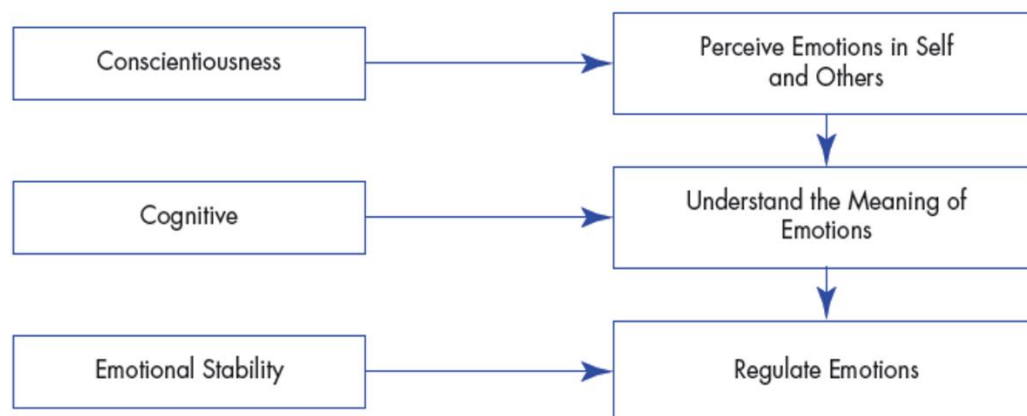 Conscientiousness
Perceive Emotions in Self
and Others
Cognitive
Understand the Meaning of
Emotions
Emotional Stability
Regulate Emotions